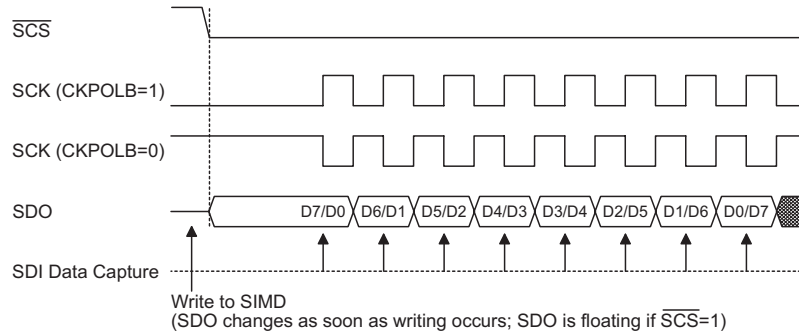 SCS
SCK (CKPOLB=1)
SCK (CKPOLB=0)
SDO
D7/D0 D6/D1 D5/D2 D4/D3 D3/D4 D2/D5 D1/D6 D0/D7
SDI Data Capture
Write to SIMD
(SDO changes as soon as writing occurs; SDO is floating if SCS=1)